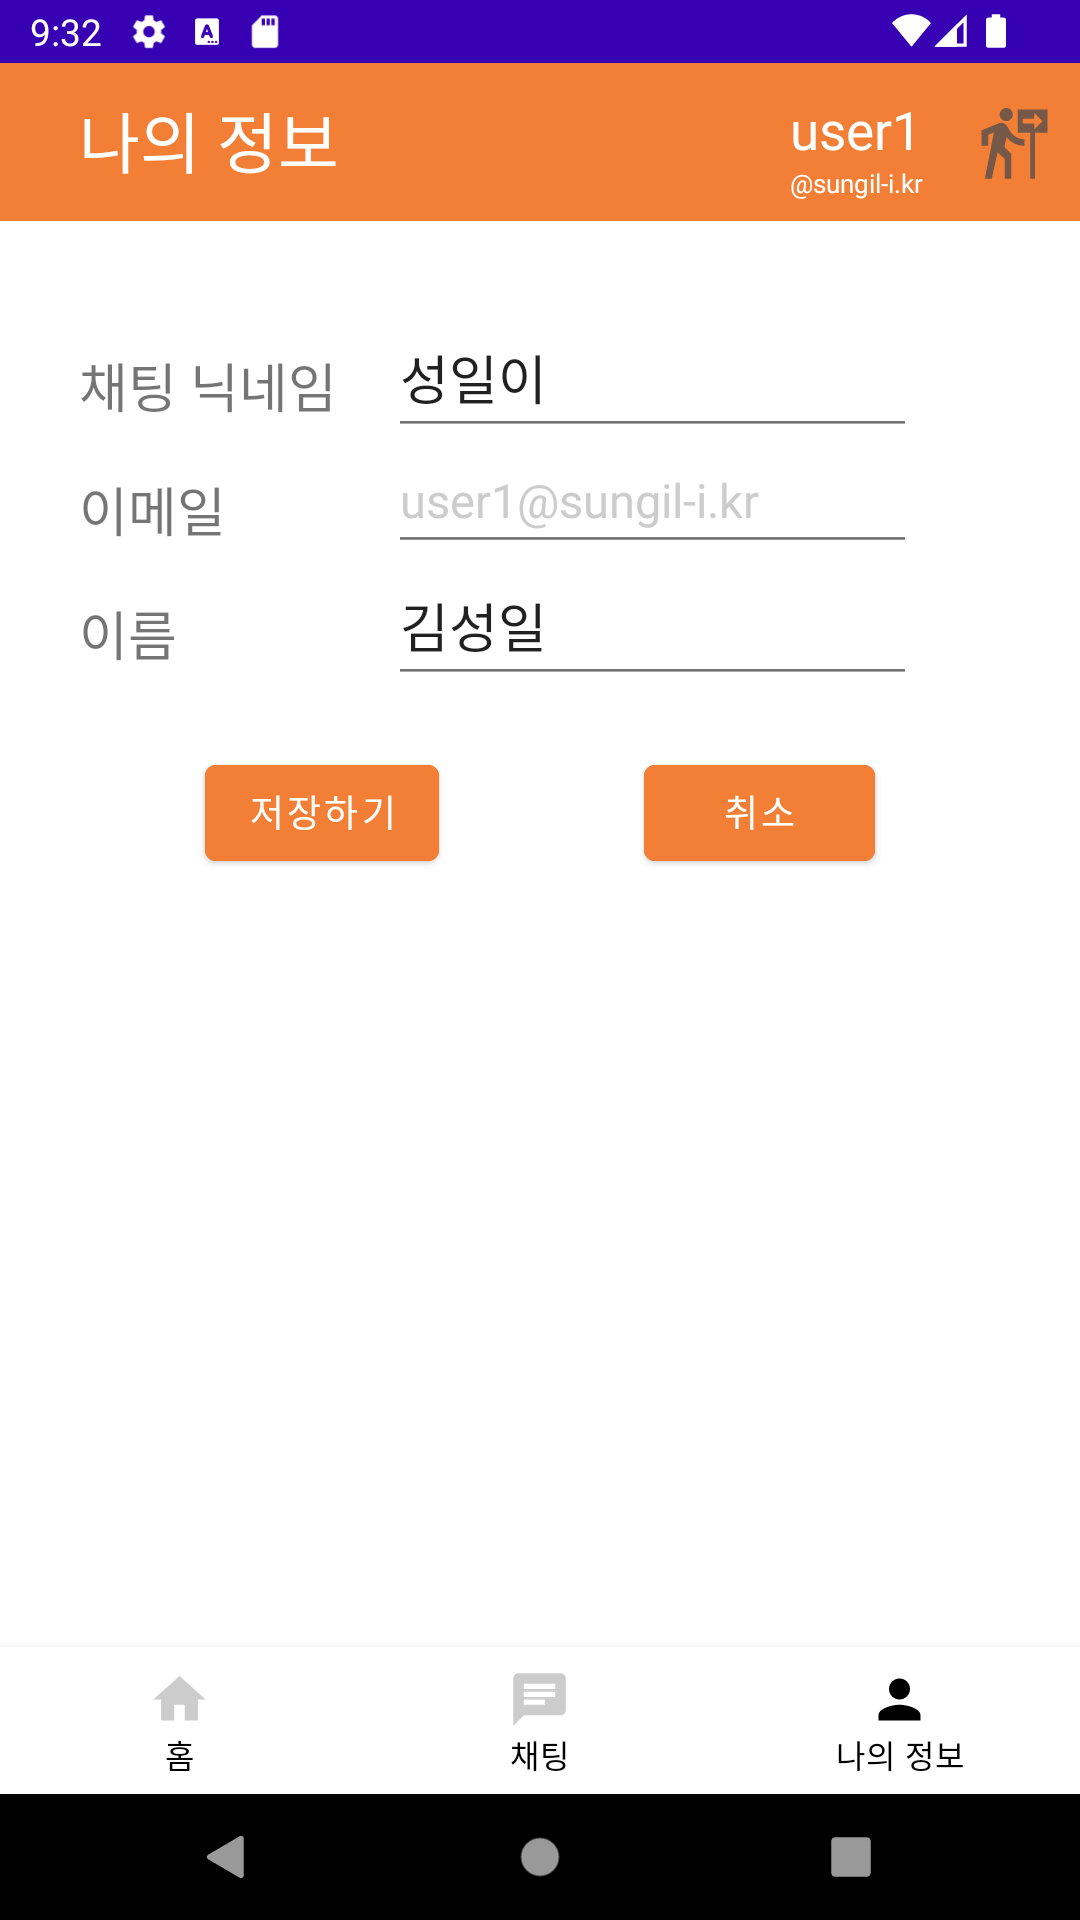 9:32
나의 정보
user1
@sungil-i.kr
채팅 닉네임
성일이
이메일
user1@sungil-i.kr
이름
김성일
저장하기
취소
홈
채팅
나의 정보